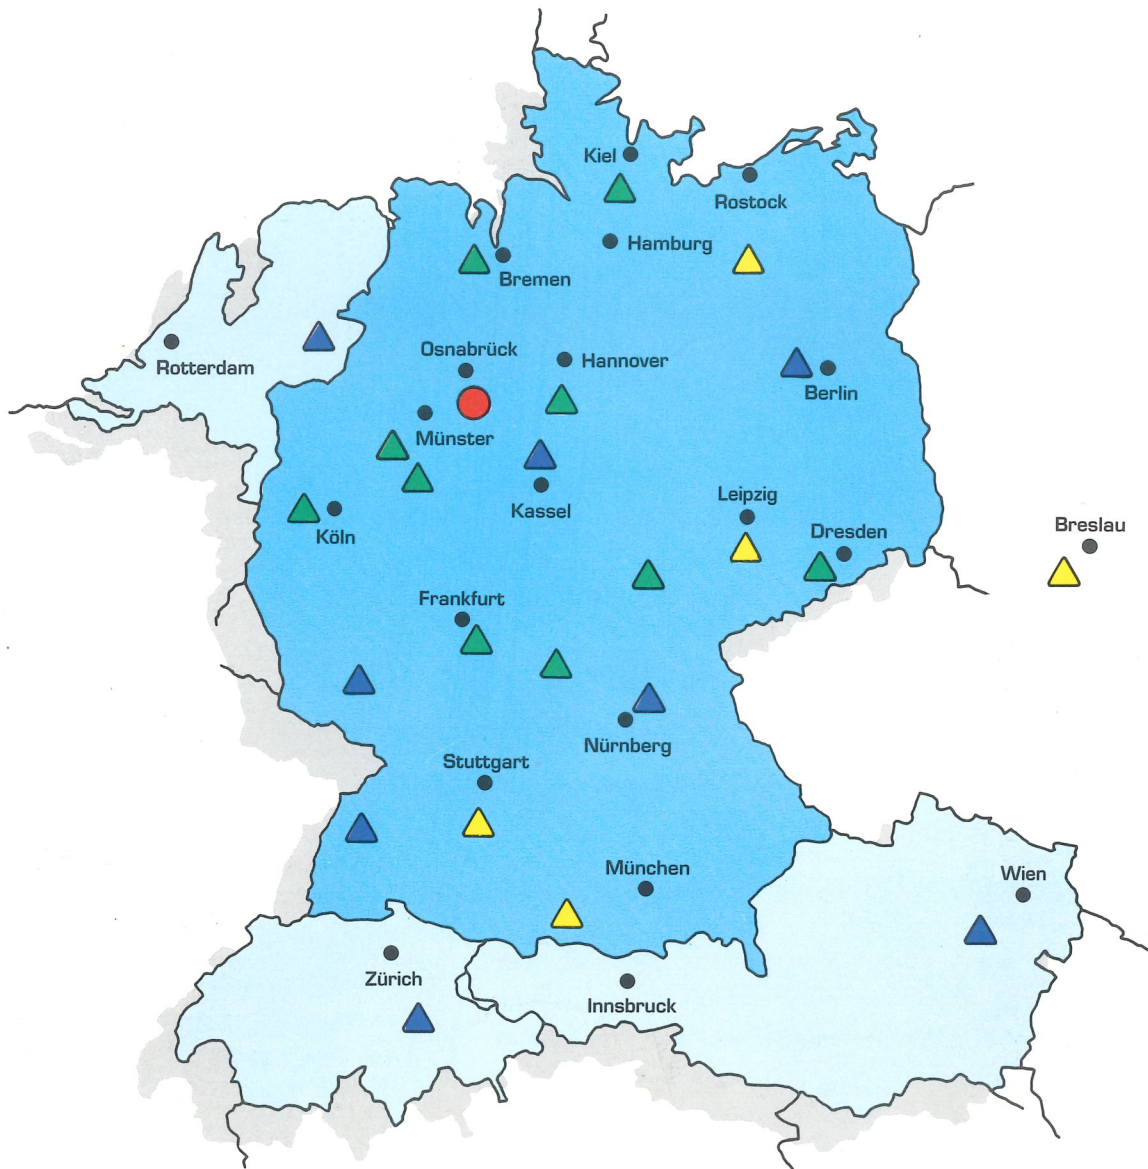 Kiel
Rostock
Hamburg
Bremen
Rotterdam
Osnabrück
Hannover
Berlin
Münster
Kassel
Leipzig
Köln
Dresden
Breslau
Frankfurt
Nürnberg
Stuttgart
München
Wien
Zürich
Innsbruck